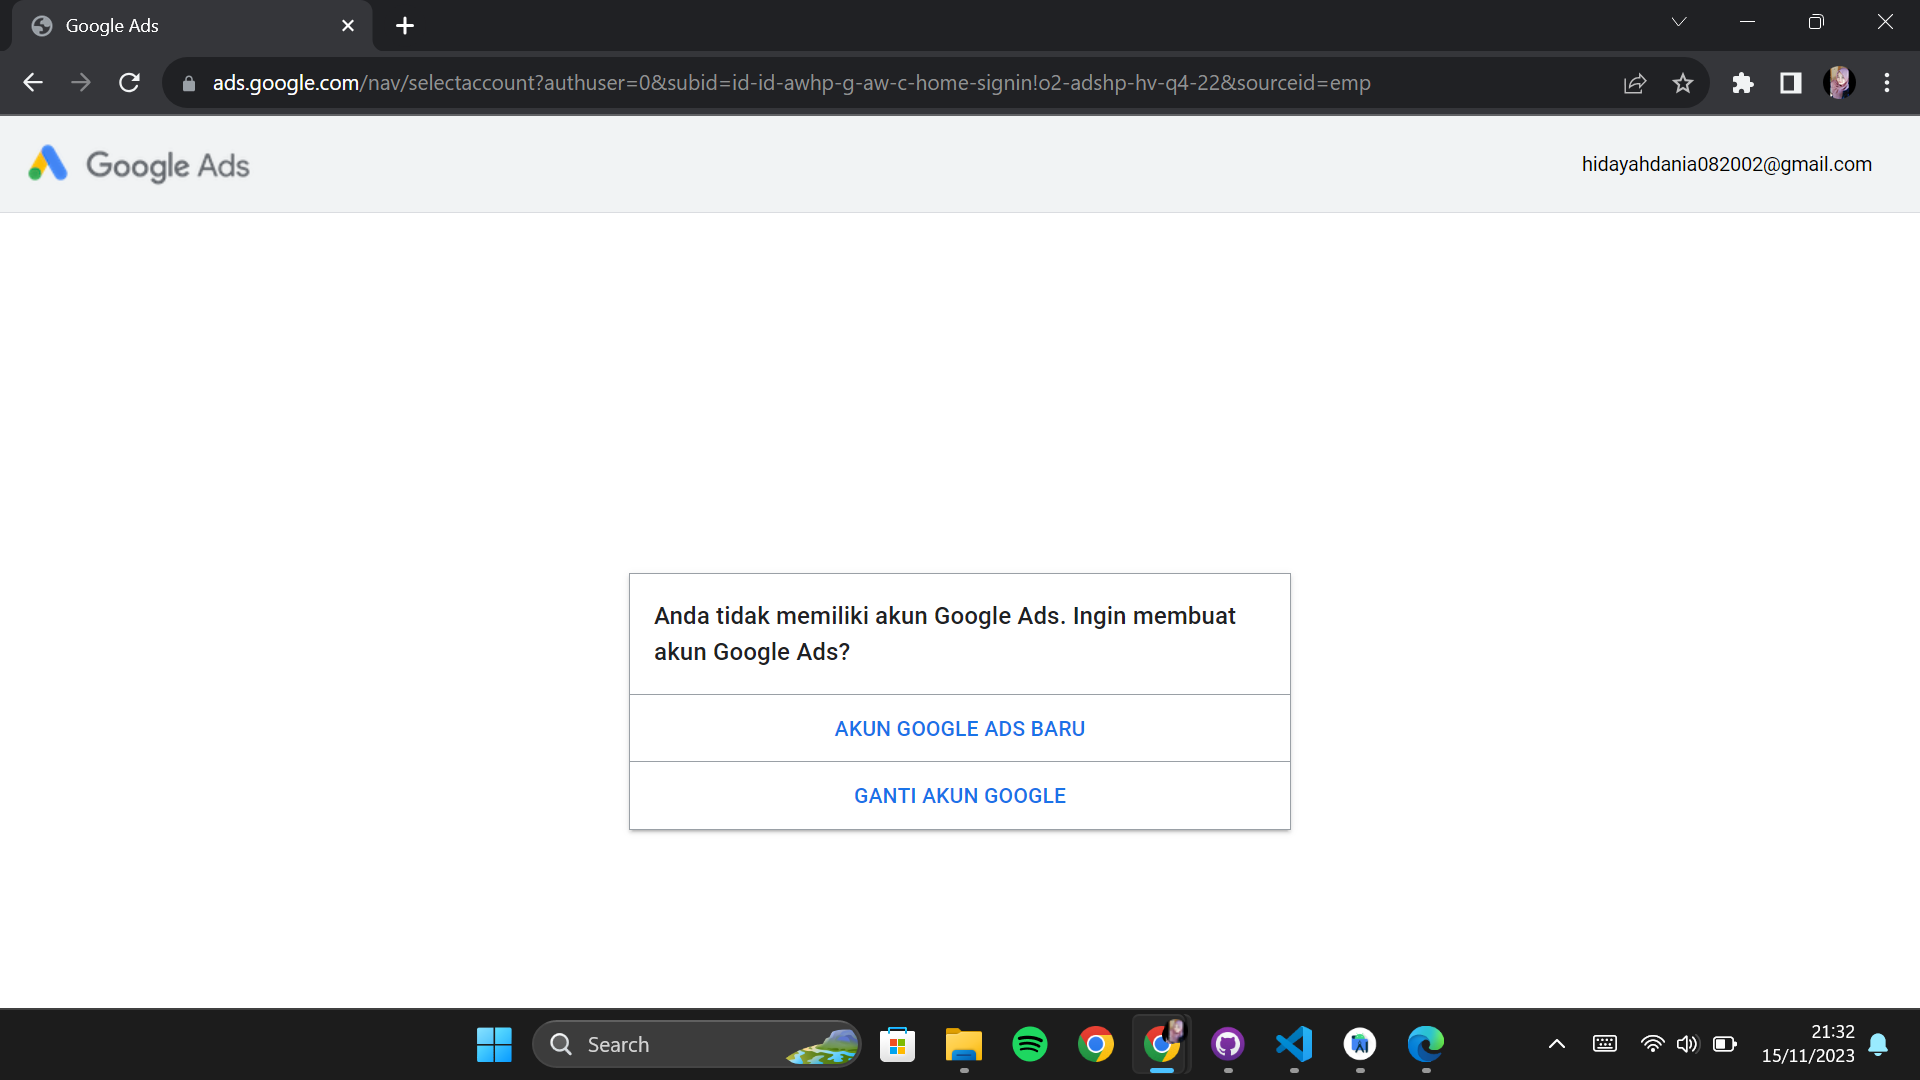 Google Ads
ads.google.com/nav/selectaccount?authuser=0&subid=id-id-awhp-g-aw-c-home-signin!o2-adshp-hv-q4-22&sourceid=emp
Google Ads
hidayahdania082002@gmail.com
Anda tidak memiliki akun Google Ads. Ingin membuat
akun Google Ads?
AKUN GOOGLE ADS BARU
GANTI AKUN GOOGLE
Search
21:32
15/11/2023